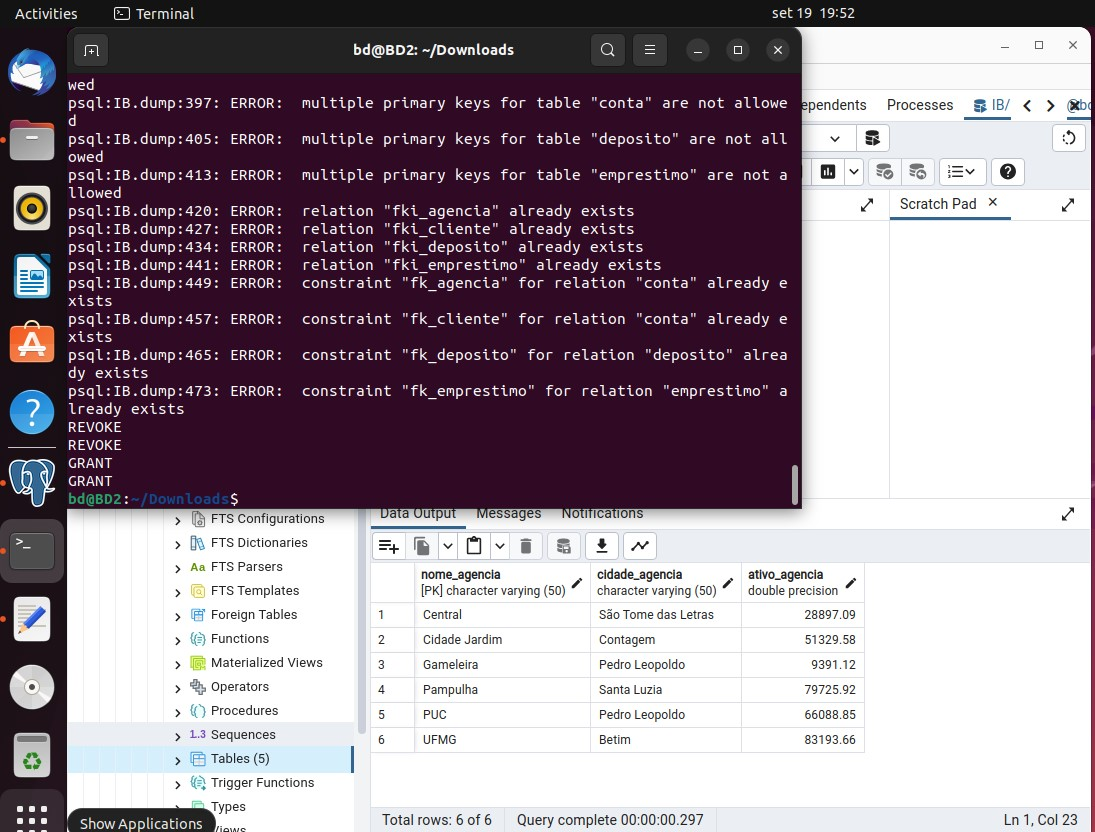 Activities
Terminal
set 19 19:52
bd@BD2: ~/Downloads
wed
psql:IB.dump:397: ERROR:  multiple primary keys for table "conta" are not allowe
d
psql:IB.dump:405: ERROR:  multiple primary keys for table "deposito" are not all
owed
psql:IB.dump:413: ERROR:  multiple primary keys for table "emprestimo" are not a
llowed
psql:IB.dump:420: ERROR:  relation "fki_agencia" already exists
psql:IB.dump:427: ERROR:  relation "fki_cliente" already exists
psql:IB.dump:434: ERROR:  relation "fki_deposito" already exists
psql:IB.dump:441: ERROR:  relation "fki_emprestimo" already exists
psql:IB.dump:449: ERROR:  constraint "fk_agencia" for relation "conta" already e
xists
psql:IB.dump:457: ERROR:  constraint "fk_cliente" for relation "conta" already e
xists
psql:IB.dump:465: ERROR:  constraint "fk_deposito" for relation "deposito" alrea
dy exists
psql:IB.dump:473: ERROR:  constraint "fk_emprestimo" for relation "emprestimo" a
lready exists
REVOKE
REVOKE
GRANT
GRANT
bd@BD2:~/Downloads$
ependents
Processes
IB/
Scratch Pad
FTS Configurations
FTS Dictionaries
Aa FTS Parsers
FTS Templates
Foreign Tables
Functions
Materialized Views
Operators
Procedures
1.3 Sequences
Tables (5)
Trigger Functions
Types
Views
Show Applications
Data Output
Messages
Notifications
nome_agencia cidade_agencia ativo_agencia
[PK] character varying (50) character varying (50) double precision
1 Central São Tome das Letras 28897.09
2 Cidade Jardim Contagem 51329.58
3 Gameleira Pedro Leopoldo 9391.12
4 Pampulha Santa Luzia 79725.92
5 PUC Pedro Leopoldo 66088.85
6 UFMG Betim 83193.66
Total rows: 6 of 6
Query complete 00:00:00.297
Ln 1, Col 23